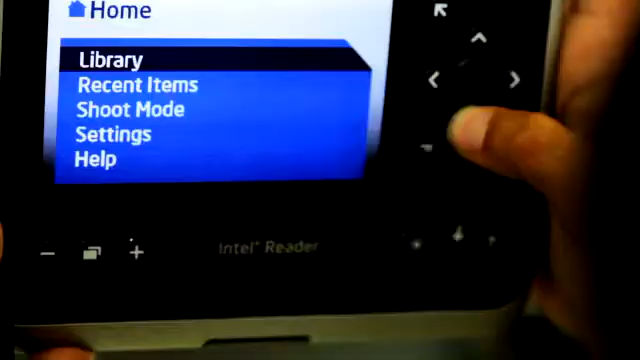 Home
Library
Recent Items
Shoot Mode
Settings
Help
Intel® Reader